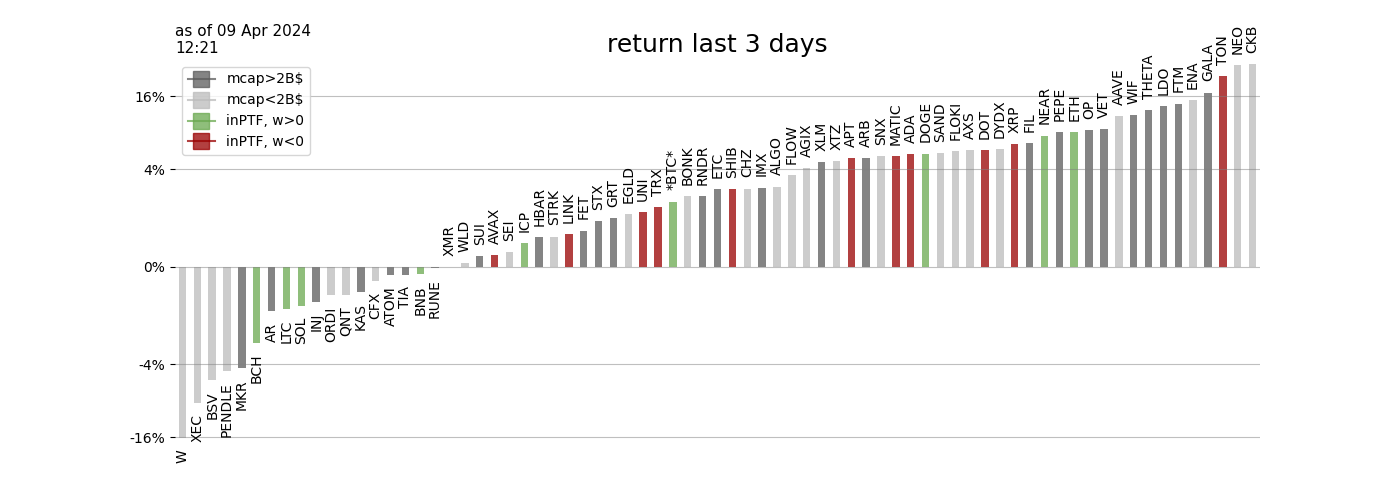 as of 09 Apr 2024
12:21
return last 3 days
mcap>2B$
mcap<2B$
inPTF, w>0
inPTF, w<0
16%
4%
0%
-4%
-16%
W
XEC
BSV
PENDLE
MKR
BCH
AR
LTC
SOL
INJ
ORDI
QNT
KAS
CFX
ATOM
TIA
BNB
RUNE
XMR
WLD
SUI
AVAX
SEI
ICP
HBAR
STRK
LINK
FET
STX
GRT
EGLD
UNI
TRX
*BTC*
BONK
RNDR
ETC
SHIB
CHZ
IMX
ALGO
FLOW
AGIX
XLM
XTZ
APT
ARB
SNX
MATIC
ADA
DOGE
SAND
FLOKI
AXS
DOT
DYDX
XRP
FIL
NEAR
PEPE
ETH
OP
VET
AAVE
WIF
THETA
LDO
FTM
ENA
GALA
TON
NEO
CKB